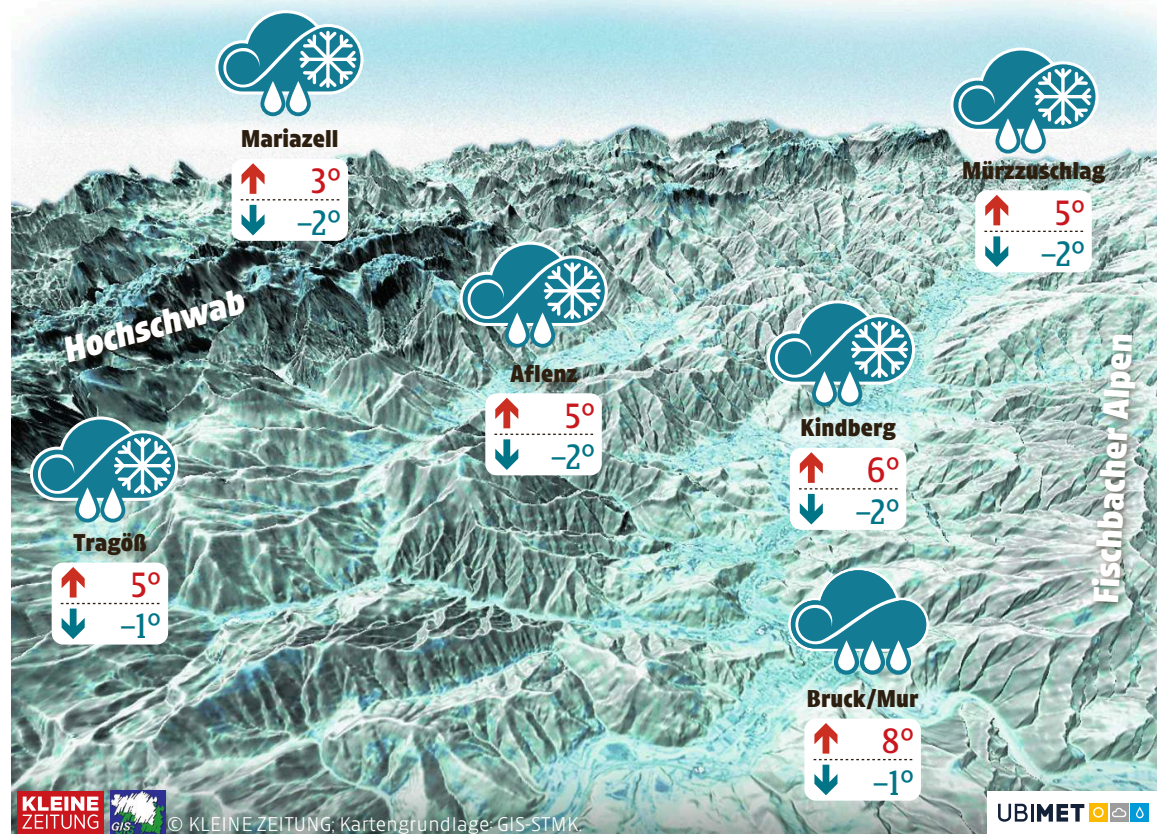 Mariazell
3°
–2°
Mürzzuschlag
5°
–2°
Hochschwab
Aflenz
5°
–2°
Kindberg
6°
–2°
Fischbacher Alpen
Tragöß
5°
–1°
Bruck/Mur
8°
–1°
KLEINE
ZEITUNG
GIS
© KLEINE ZEITUNG; Kartengrundlage: GIS-STMK.
UBIMET